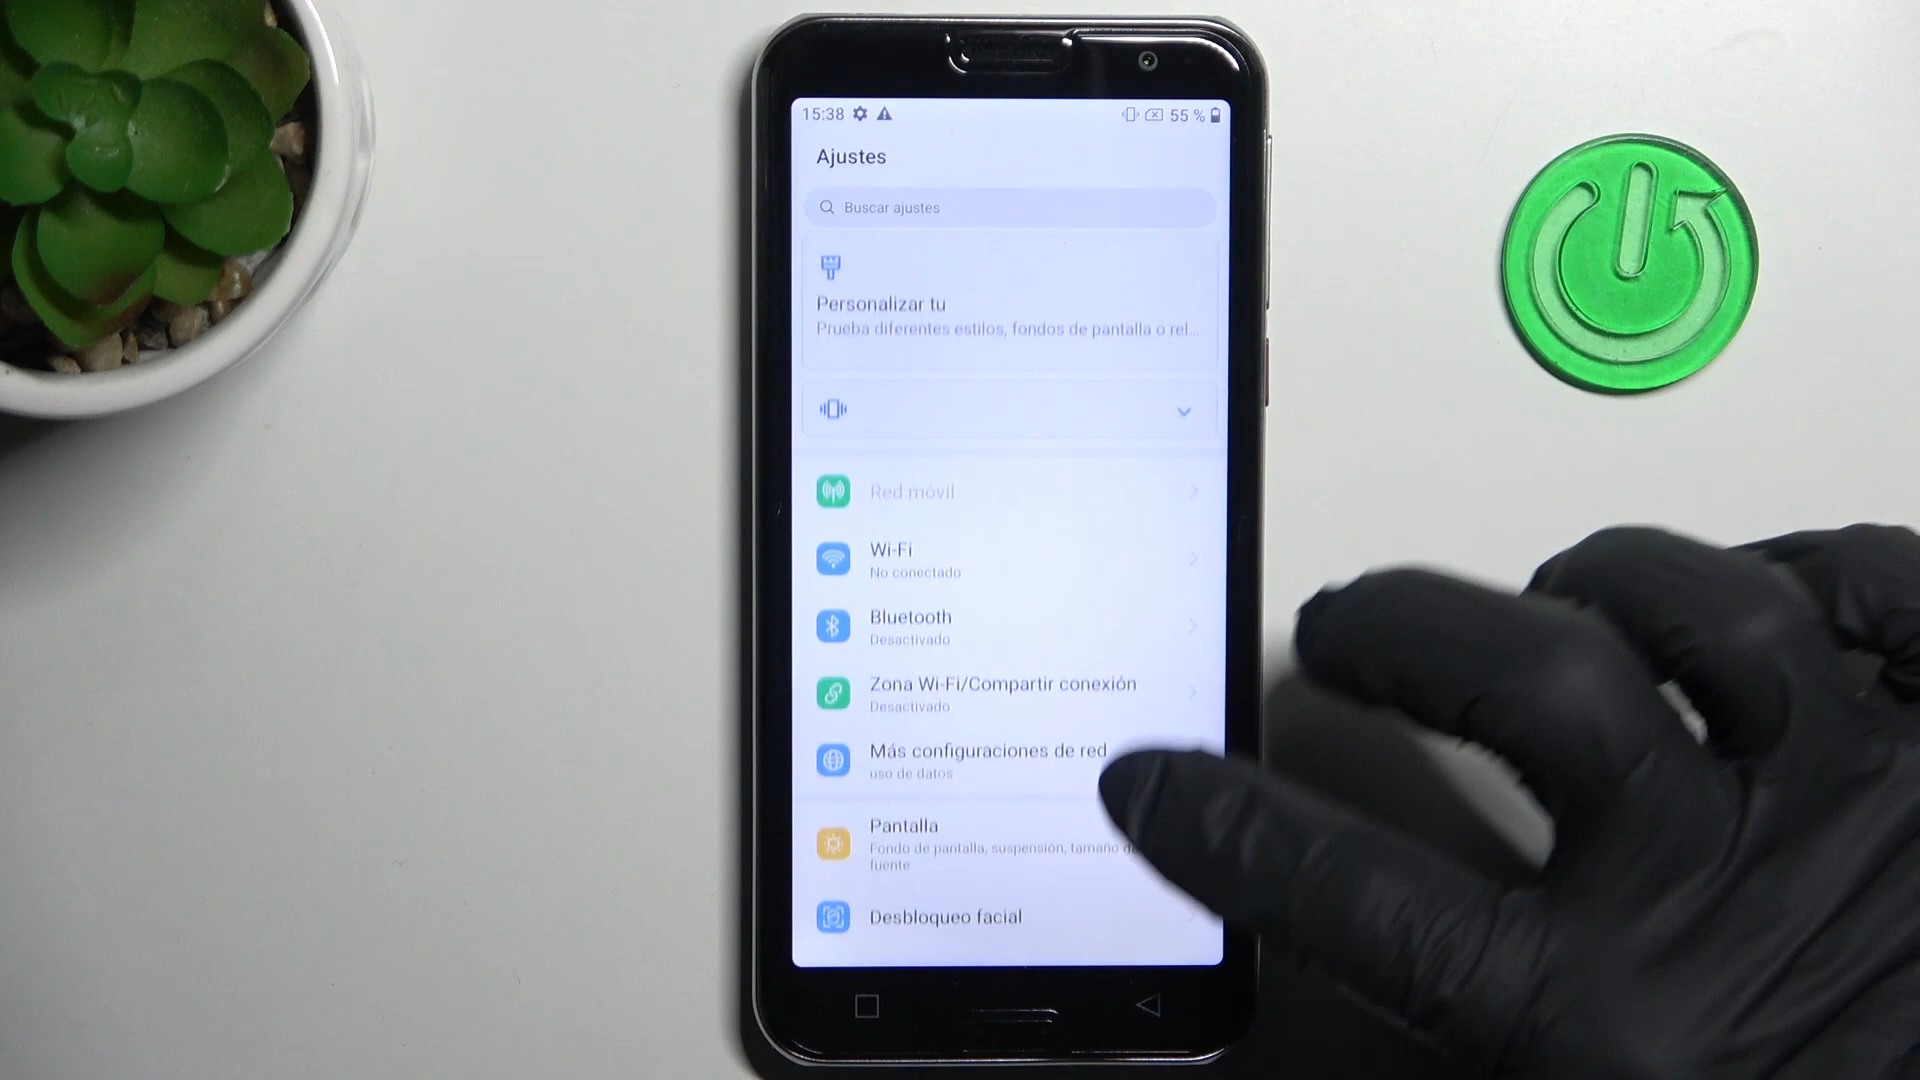 15:38 55 %
Ajustes
Buscar ajustes
Personalizar tu
Prueba diferentes estilos, fondos de pantalla o rel...
Red móvil
Wi-Fi
No conectado
Bluetooth
Desactivado
Zona Wi-Fi/Compartir conexión
Desactivado
Más configuraciones de red
uso de datos
Pantalla
Fondo de pantalla, suspensión, tamaño
fuente
Desbloqueo facial